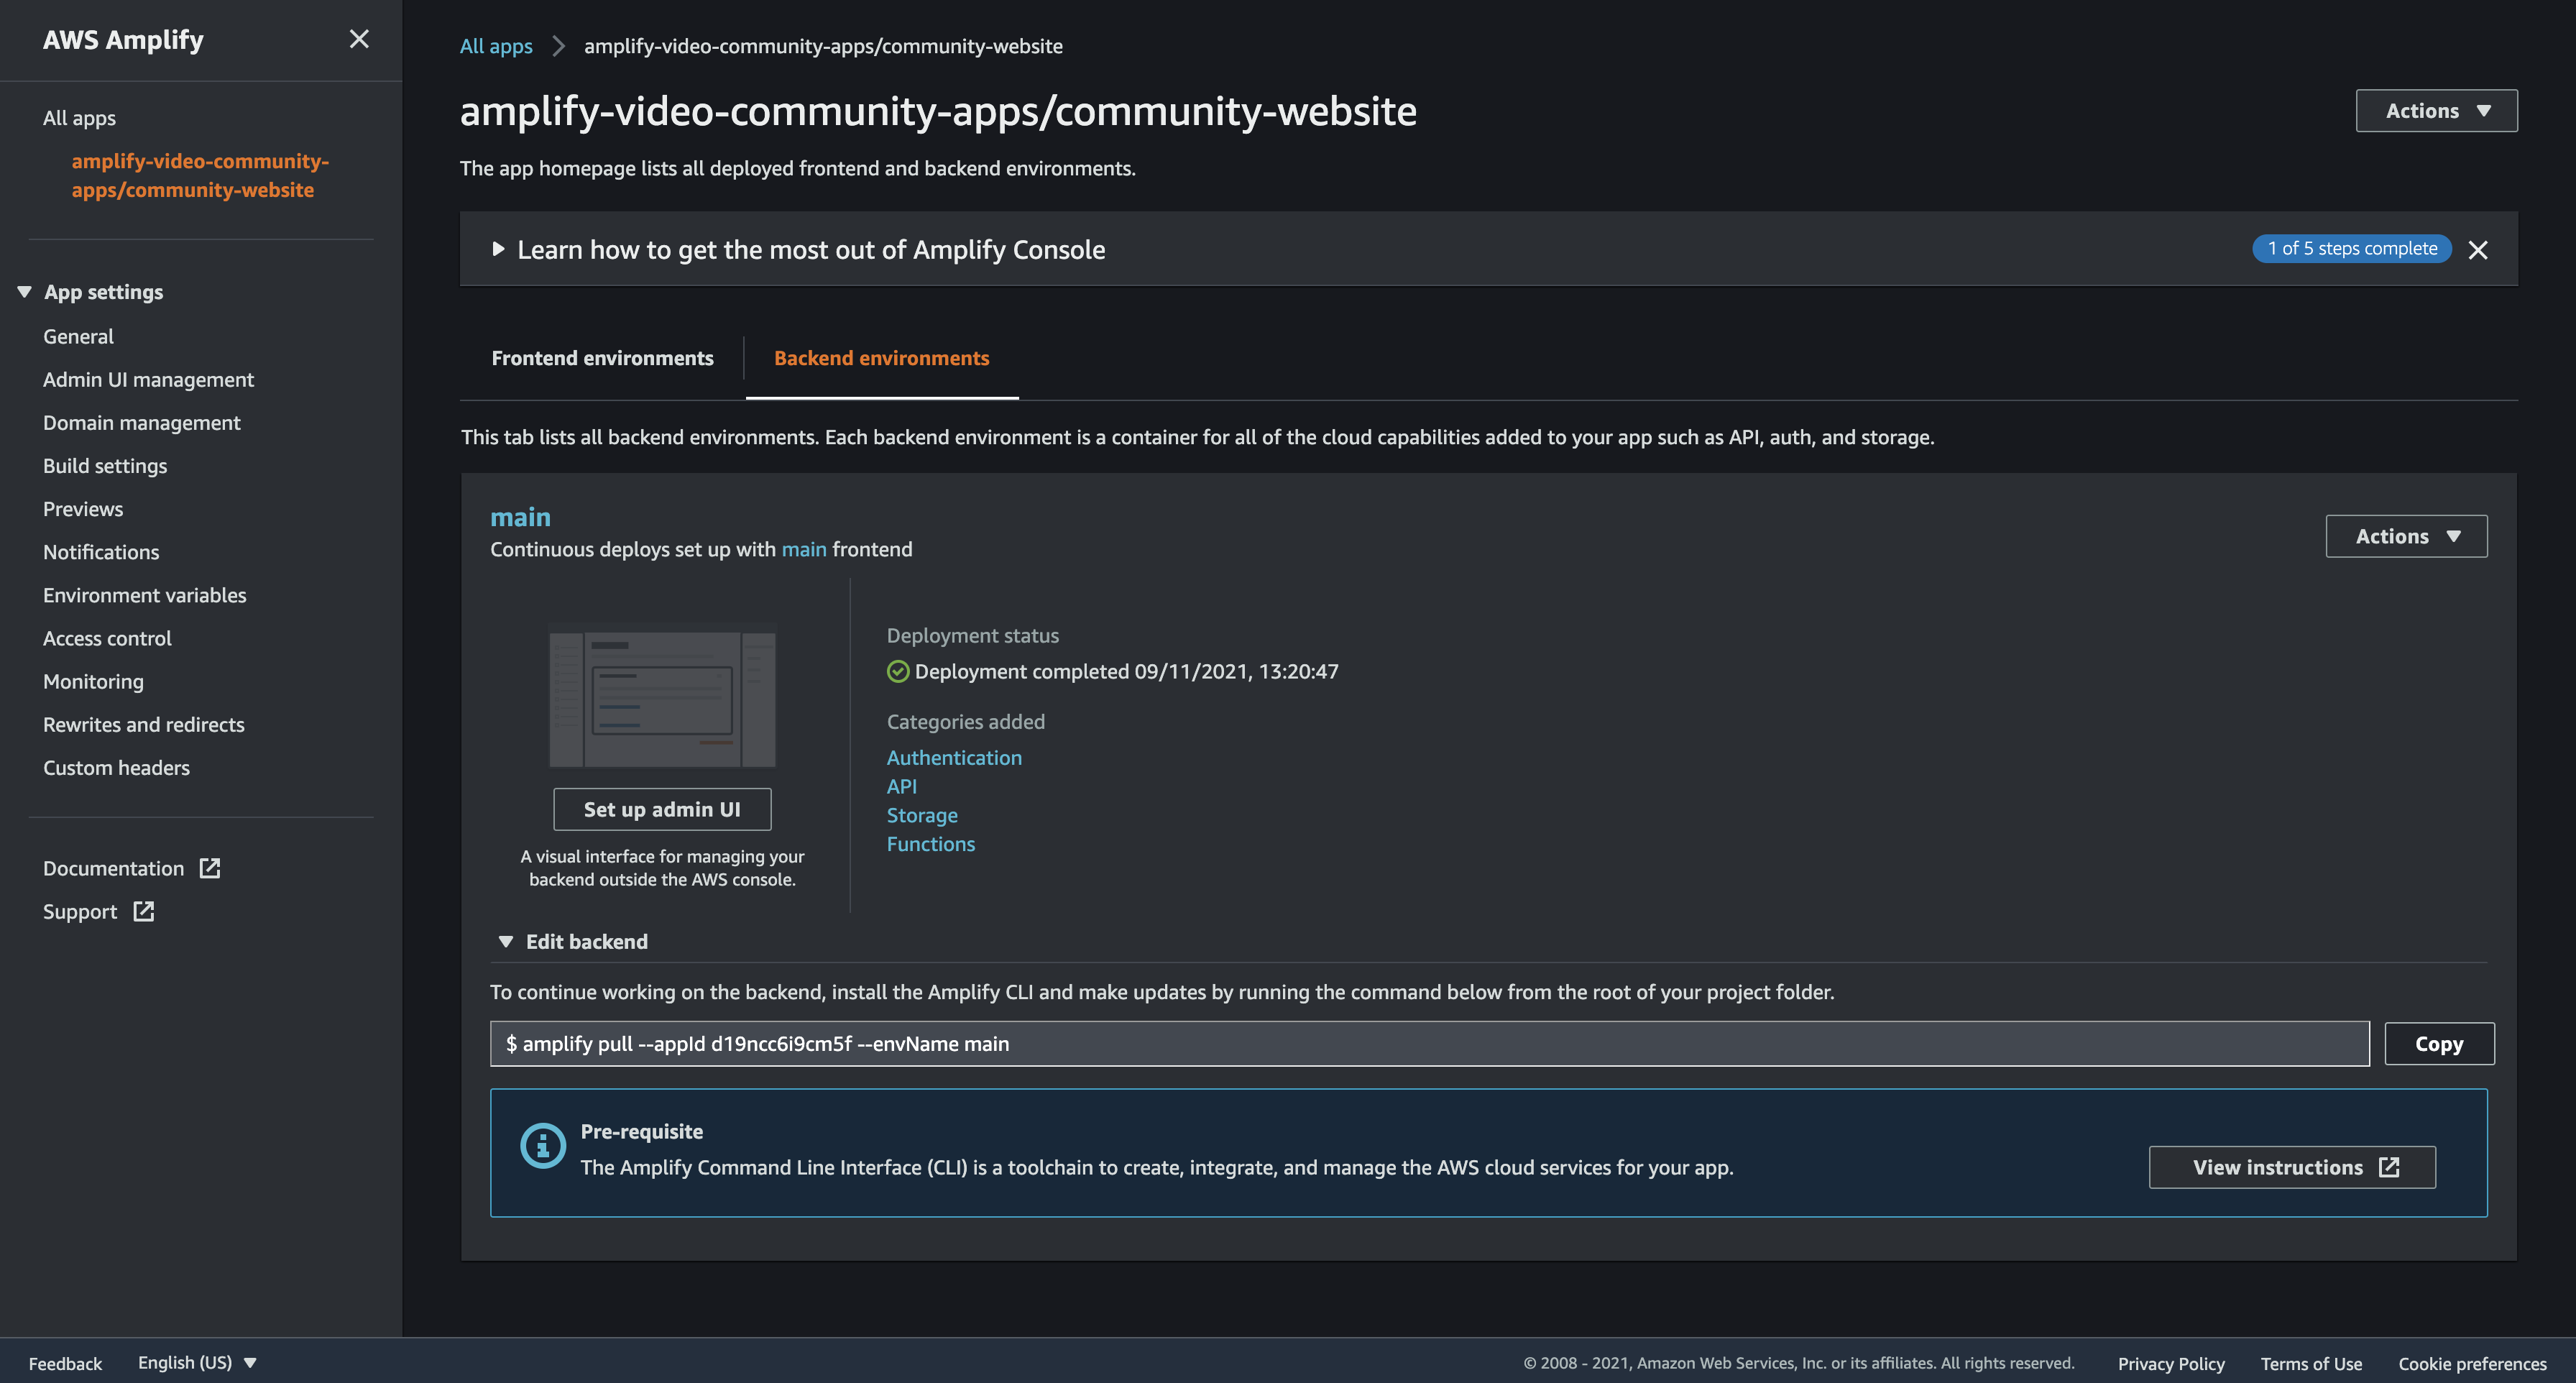 AWS Amplify
All apps
amplify-video-community-
apps/community-website
App settings
General
Admin UI management
Domain management
Build settings
Previews
Notifications
Environment variables
Access control
Monitoring
Rewrites and redirects
Custom headers
Documentation
Support
All apps
amplify-video-community-apps/community-website
amplify-video-community-apps/community-website
Actions
The app homepage lists all deployed frontend and backend environments.
Learn how to get the most out of Amplify Console
1 of 5 steps complete
Frontend environments
Backend environments
This tab lists all backend environments. Each backend environment is a container for all of the cloud capabilities added to your app such as API, auth, and storage.
main
Continuous deploys set up with main frontend
Actions
Set up admin UI
A visual interface for managing your
backend outside the AWS console.
Deployment status
Deployment completed 09/11/2021, 13:20:47
Categories added
Authentication
API
Storage
Functions
Edit backend
To continue working on the backend, install the Amplify CLI and make updates by running the command below from the root of your project folder.
$ amplify pull --appId d19ncc6i9cm5f --envName main
Copy
Pre-requisite
The Amplify Command Line Interface (CLI) is a toolchain to create, integrate, and manage the AWS cloud services for your app.
View instructions
Feedback
English (US)
© 2008 - 2021, Amazon Web Services, Inc. or its affiliates. All rights reserved.
Privacy Policy
Terms of Use
Cookie preferences